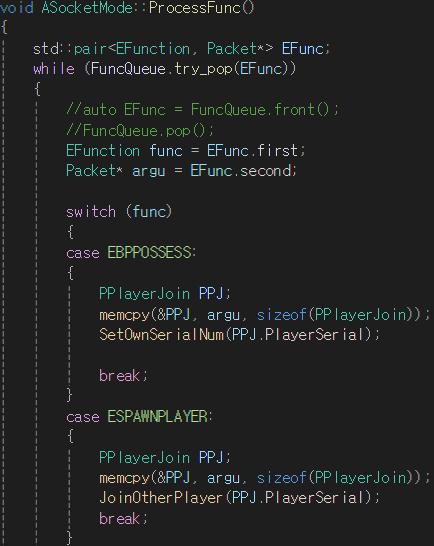 void ASocketMode::ProcessFunc()
{
std::pair<EFunction, Packet*> EFunc;
while (FuncQueue.try_pop(EFunc))
{
//auto EFunc = FuncQueue.front();
//FuncQueue.pop();
EFunction func = EFunc.first;
Packet* argu = EFunc.second;
switch (func)
{
case EBPPOSSESS:
{
PPlayerJoin PPJ;
memcpy(&PPJ, argu, sizeof(PPlayerJoin));
SetOwnSerialNum(PPJ.PlayerSerial);
break;
}
case ESPAWNPLAYER:
{
PPlayerJoin PPJ;
memcpy(&PPJ, argu, sizeof(PPlayerJoin));
JoinOtherPlayer(PPJ.PlayerSerial);
break;
}